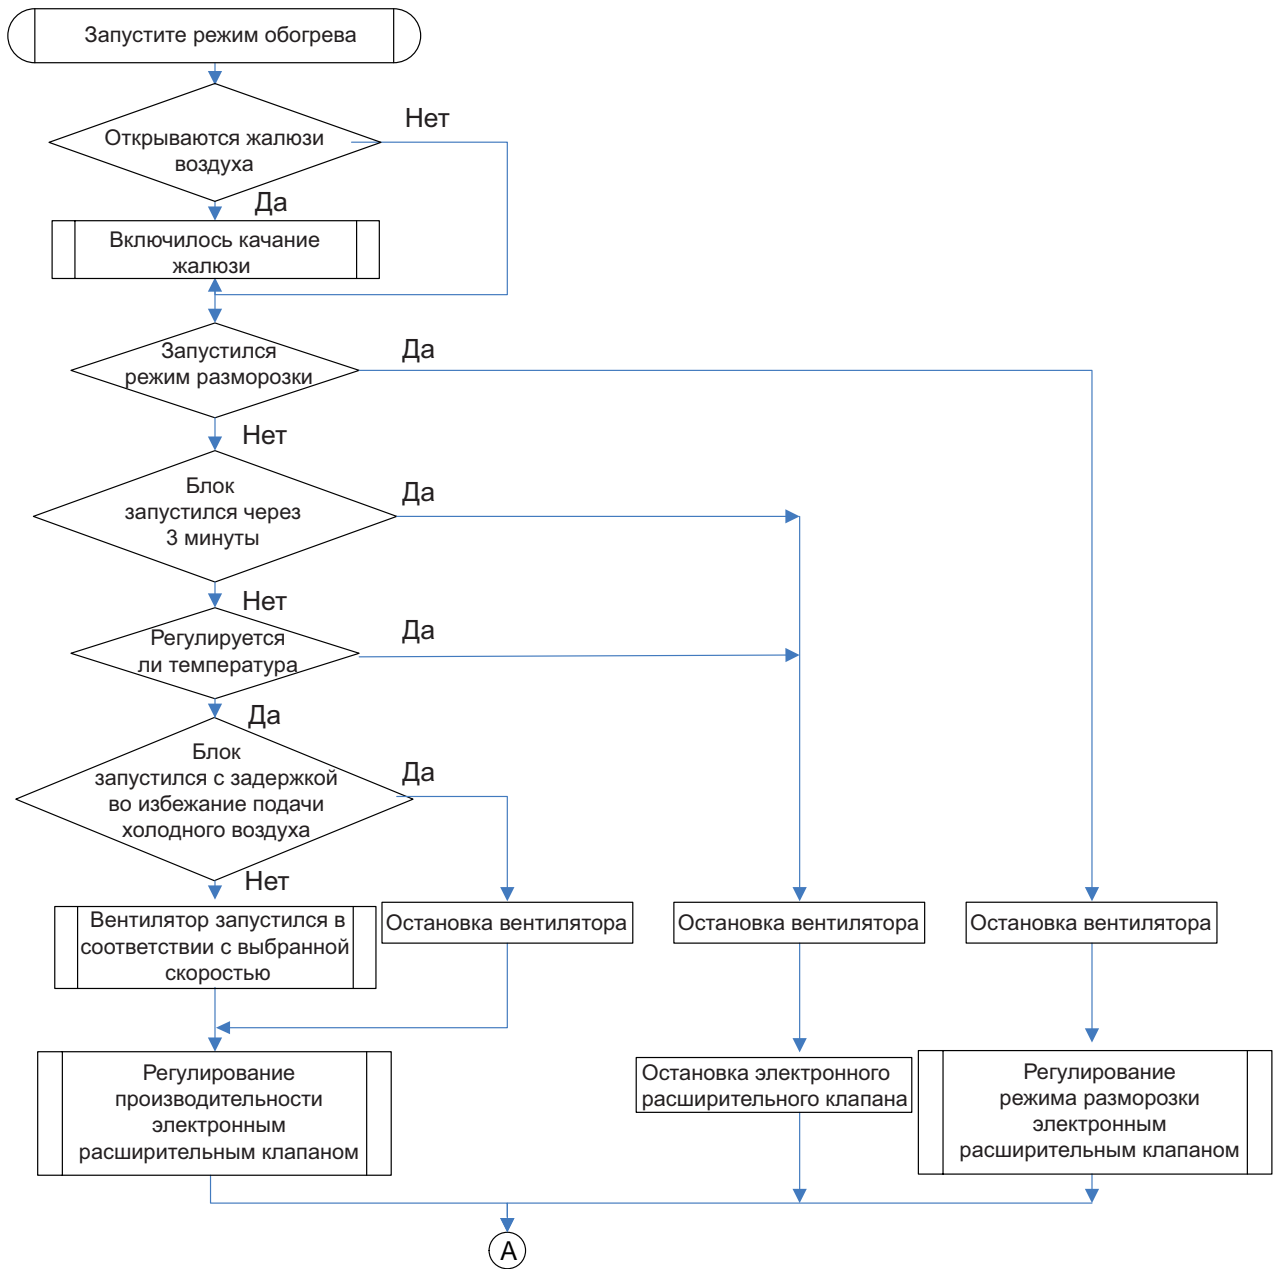 Запустите режим обогрева
Нет
Открываются жалюзи
воздуха
Да
Включилось качание
жалюзи
Запустился
режим разморозки
Да
Нет
Блок
запустился через
3 минуты
Да
Нет
Регулируется
ли температура
Да
Да
Блок
запустился с задержкой
во избежание подачи
холодного воздуха
Да
Нет
Вентилятор запустился в
соответствии с выбранной
скоростью
Остановка вентилятора
Остановка вентилятора
Остановка вентилятора
Регулирование
производительности
электронным
расширительным клапаном
Остановка электронного
расширительного клапана
Регулирование
режима разморозки
электронным
расширительным клапаном
A